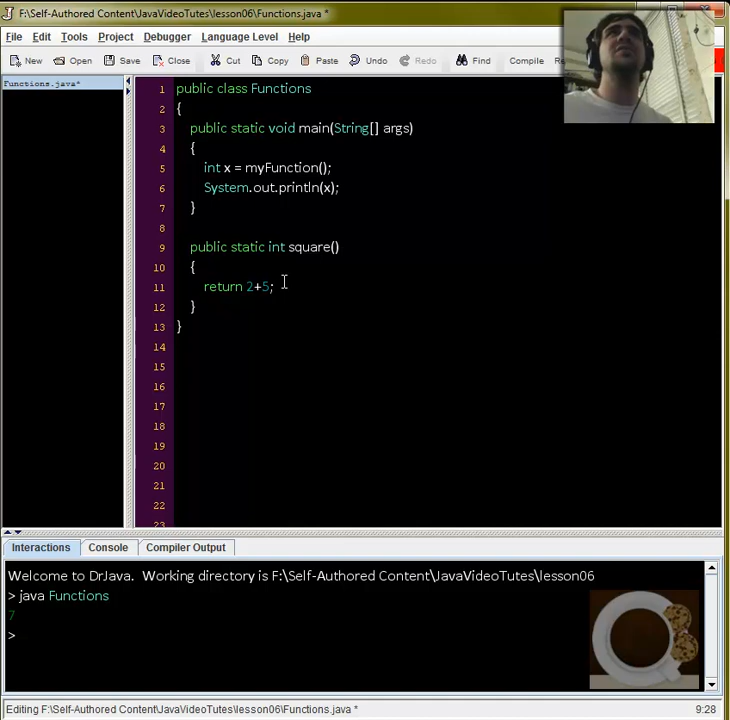 F:\Self-Authored Content\JavaVideoTutes\lesson06\Functions.java *
File Edit Tools Project Debugger Language Level Help
New Open Save Close Cut Copy Paste Undo Redo Find Compile
Functions.java*
1 public class Functions
2 {
3 public static void main(String[] args)
4 {
5 int x = myFunction();
6 System.out.println(x);
7 }
8
9 public static int square()
10 {
11 return 2+5;
12 }
13 }
14
15
16
17
18
19
20
21
22
23
Interactions Console Compiler Output
Welcome to DrJava. Working directory is F:\Self-Authored Content\JavaVideoTutes\lesson06
> java Functions
7
>
Editing F:\Self-Authored Content\JavaVideoTutes\lesson06\Functions.java * 9:28